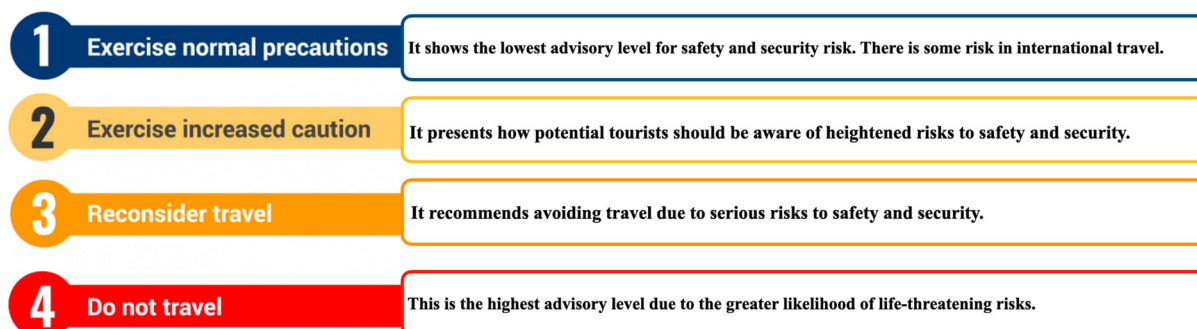 1 Exercise normal precautions It shows the lowest advisory level for safety and security risk. There is some risk in international travel.
2 Exercise increased caution It presents how potential tourists should be aware of heightened risks to safety and security.
3 Reconsider travel It recommends avoiding travel due to serious risks to safety and security.
4 Do not travel This is the highest advisory level due to the greater likelihood of life-threatening risks.